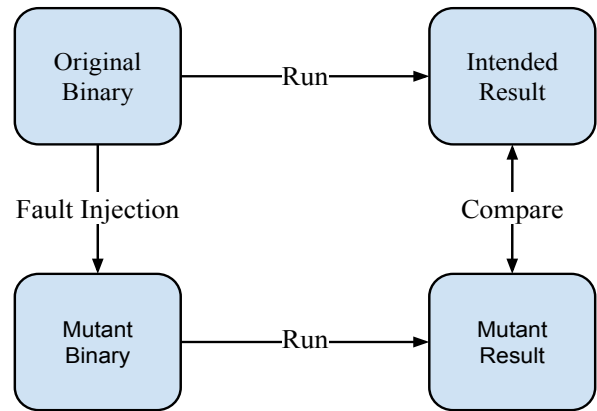 Original
Binary
Run
Intended
Result
Fault Injection
Compare
Mutant
Binary
Run
Mutant
Result